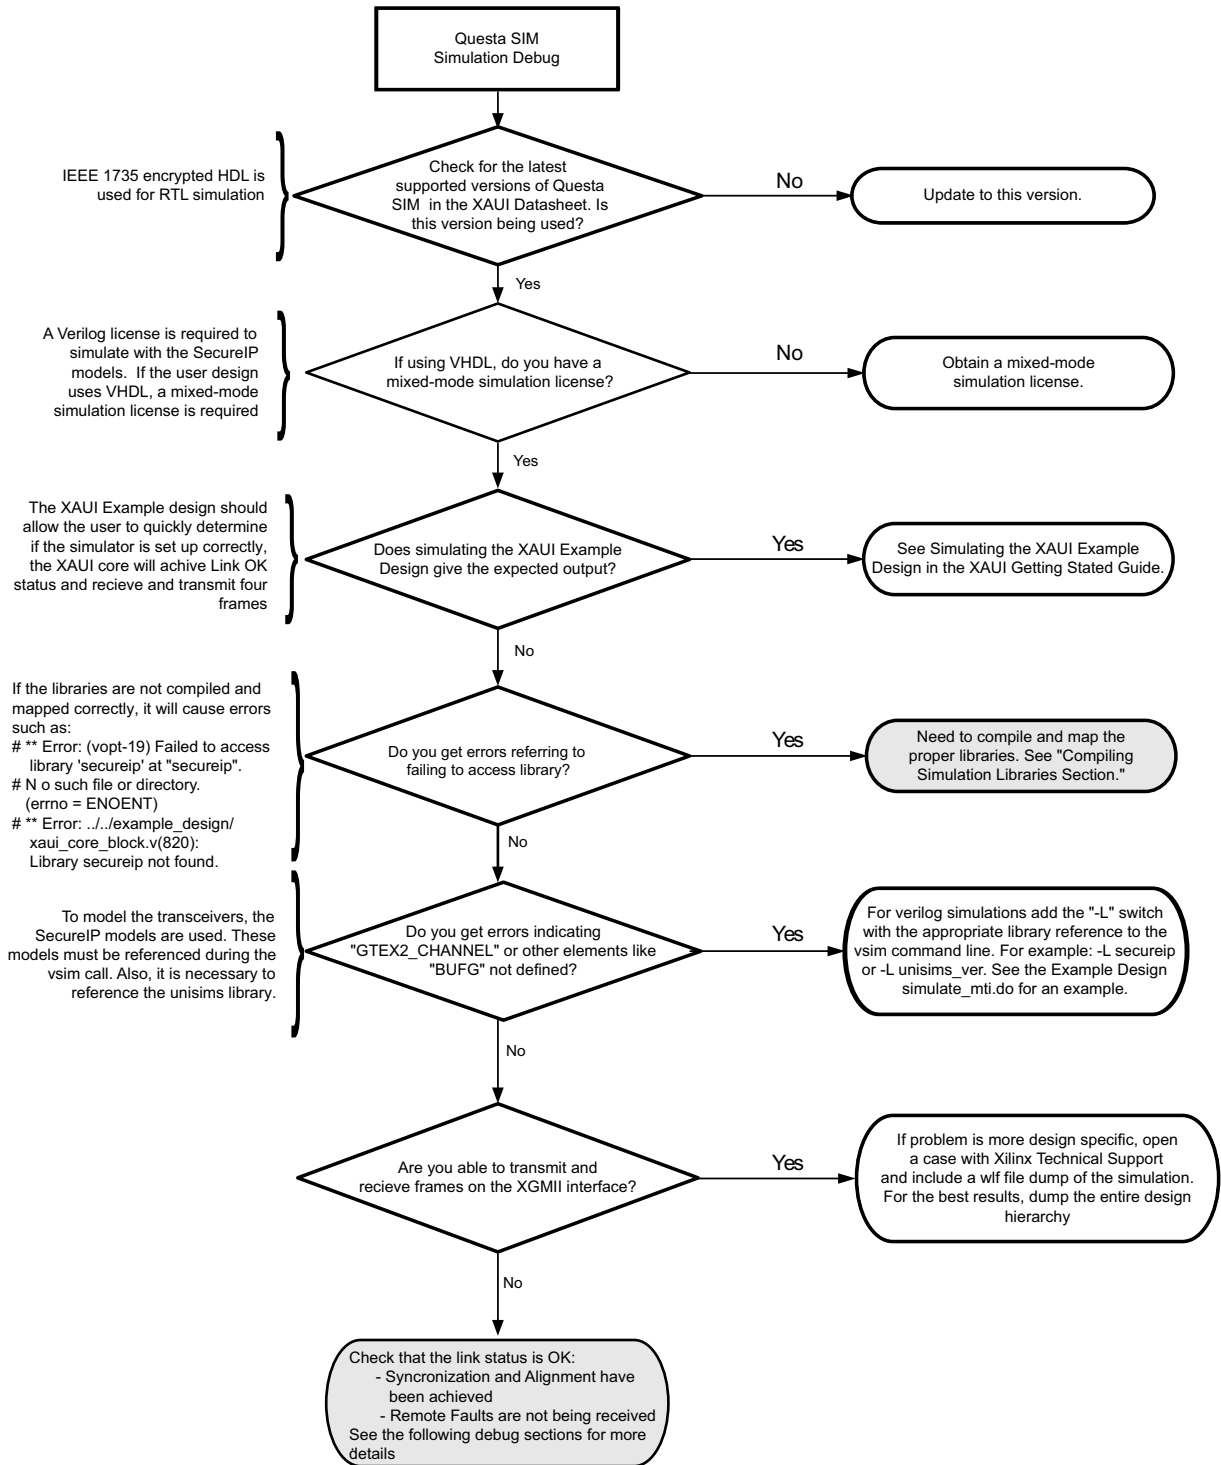 Questa SIM
Simulation Debug
IEEE 1735 encrypted HDL is
used for RTL simulation
Check for the latest
supported versions of Questa
SIM in the XAUI Datasheet. Is
this version being used?
No
Update to this version.
Yes
A Verilog license is required to
simulate with the SecureIP
models. If the user design
uses VHDL, a mixed-mode
simulation license is required
If using VHDL, do you have a
mixed-mode simulation license?
No
Obtain a mixed-mode
simulation license.
Yes
The XAUI Example design should
allow the user to quickly determine
if the simulator is set up correctly,
the XAUI core will achive Link OK
status and recieve and transmit four
frames
Does simulating the XAUI Example
Design give the expected output?
Yes
See Simulating the XAUI Example
Design in the XAUI Getting Stated Guide.
No
If the libraries are not compiled and
mapped correctly, it will cause errors
such as:
# ** Error: (vopt-19) Failed to access
library 'secureip' at "secureip".
# N o such file or directory.
(errno = ENOENT)
# ** Error: ../../example_design/
xaui_core_block.v(820):
Library secureip not found.
Do you get errors referring to
failing to access library?
Yes
Need to compile and map the
proper libraries. See "Compiling
Simulation Libraries Section."
No
To model the transceivers, the
SecureIP models are used. These
models must be referenced during the
vsim call. Also, it is necessary to
reference the unisims library.
Do you get errors indicating
"GTEX2_CHANNEL" or other elements like
"BUFG" not defined?
Yes
For verilog simulations add the "-L" switch
with the appropriate library reference to the
vsim command line. For example: -L secureip
or -L unisims_ver. See the Example Design
simulate_mti.do for an example.
No
Are you able to transmit and
recieve frames on the XGMII interface?
Yes
If problem is more design specific, open
a case with Xilinx Technical Support
and include a wlf file dump of the simulation.
For the best results, dump the entire design
hierarchy
No
Check that the link status is OK:
- Syncronization and Alignment have
been achieved
- Remote Faults are not being received
See the following debug sections for more
details